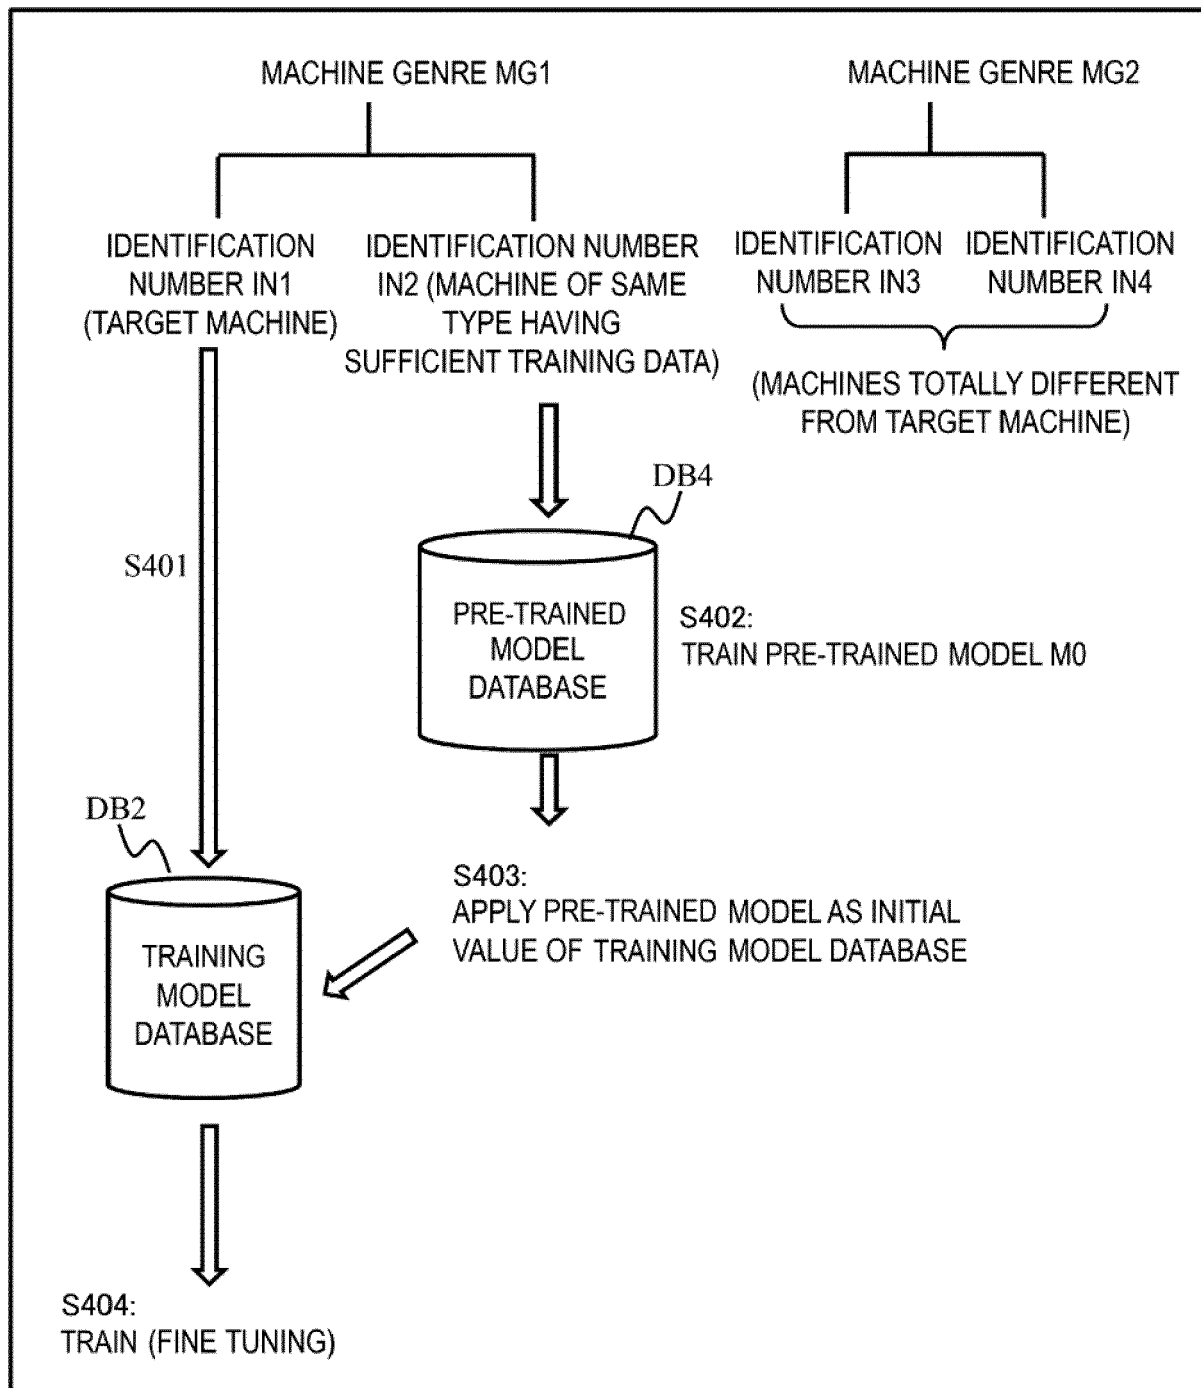 MACHINE GENRE MG1
MACHINE GENRE MG2
IDENTIFICATION
NUMBER IN1
(TARGET MACHINE)
IDENTIFICATION NUMBER
IN2 (MACHINE OF SAME
TYPE HAVING
SUFFICIENT TRAINING DATA)
IDENTIFICATION
NUMBER IN3
IDENTIFICATION
NUMBER IN4
(MACHINES TOTALLY DIFFERENT
FROM TARGET MACHINE)
DB4
S401
PRE-TRAINED
MODEL
DATABASE
S402:
TRAIN PRE-TRAINED MODEL M0
DB2
S403:
APPLY PRE-TRAINED MODEL AS INITIAL
VALUE OF TRAINING MODEL DATABASE
TRAINING
MODEL
DATABASE
S404:
TRAIN (FINE TUNING)